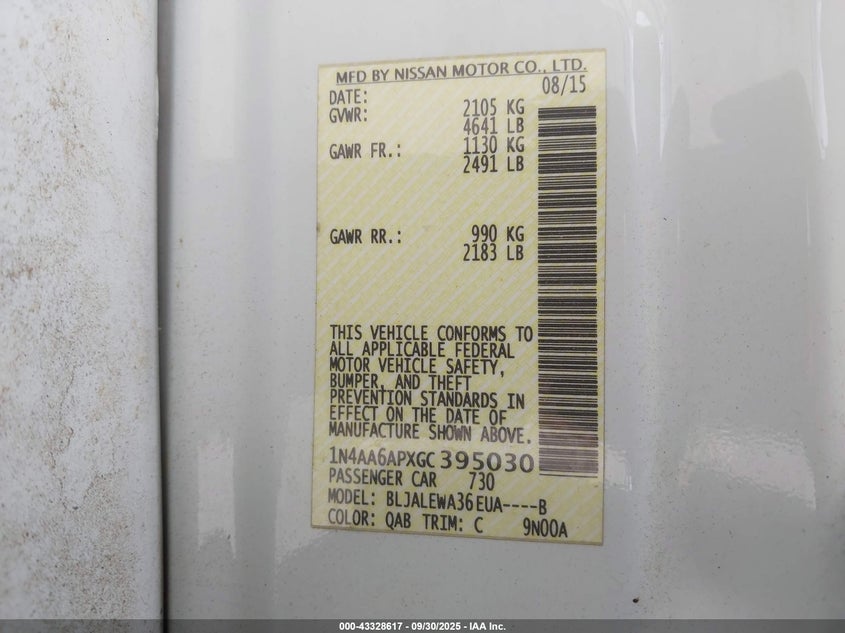 MFD BY NISSAN MOTOR CO., LTD.
DATE: 08/15
GVWR: 2105 KG
4641 LB
GAWR FR.: 1130 KG
2491 LB
GAWR RR.: 990 KG
2183 LB
THIS VEHICLE CONFORMS TO
ALL APPLICABLE FEDERAL
MOTOR VEHICLE SAFETY,
BUMPER, AND THEFT
PREVENTION STANDARDS IN
EFFECT ON THE DATE OF
MANUFACTURE SHOWN ABOVE.
1N4AA6APXGC395030
PASSENGER CAR 730
MODEL: BLJALEWA36EUA----B
COLOR: QAB TRIM: C 9N00A
000-43328617 - 09/30/2025 - IAA Inc.